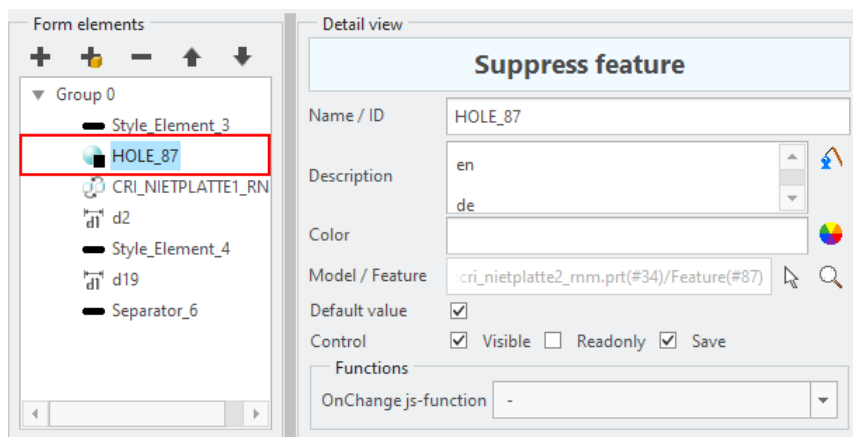 Form elements
Group 0
Style_Element_3
HOLE_87
CRI_NIETPLATTE1_RN
d1 d2
Style_Element_4
d1 d19
Separator_6
Detail view
Suppress feature
Name / ID HOLE_87
Description en
de
Color
Model / Feature cri_nietplatte2_rnm.prt(#34)/Feature(#87)
Default value
Control Visible Readonly Save
Functions
OnChange js-function -